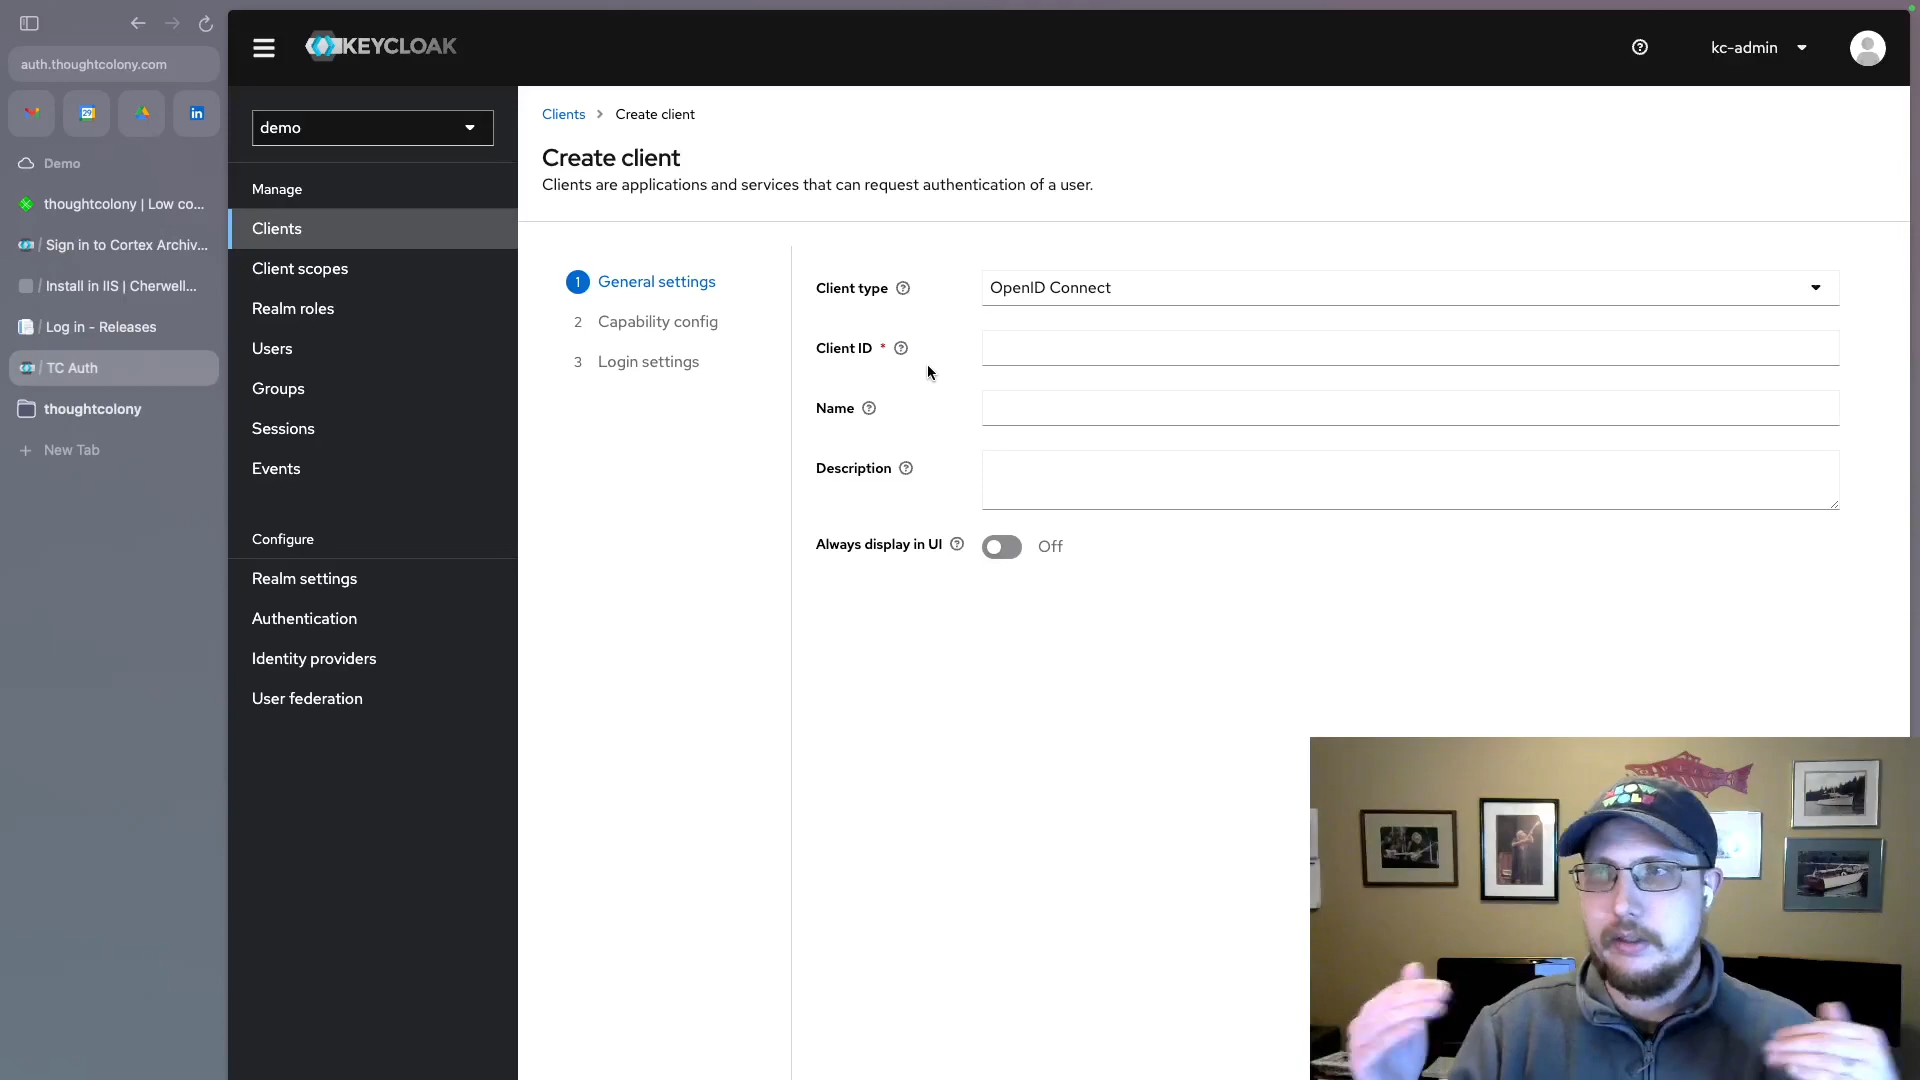 auth.thoughtcolony.com
29
in
Demo
thoughtcolony | Low co...
/ Sign in to Cortex Archiv...
/ Install in IIS | Cherwell...
/ Log in - Releases
/ TC Auth
thoughtcolony
+ New Tab
KEYCLOAK
kc-admin
demo
Manage
Clients
Client scopes
Realm roles
Users
Groups
Sessions
Events
Configure
Realm settings
Authentication
Identity providers
User federation
Clients > Create client
Create client
Clients are applications and services that can request authentication of a user.
1 General settings
2 Capability config
3 Login settings
Client type
OpenID Connect
Client ID *
Name
Description
Always display in UI
Off